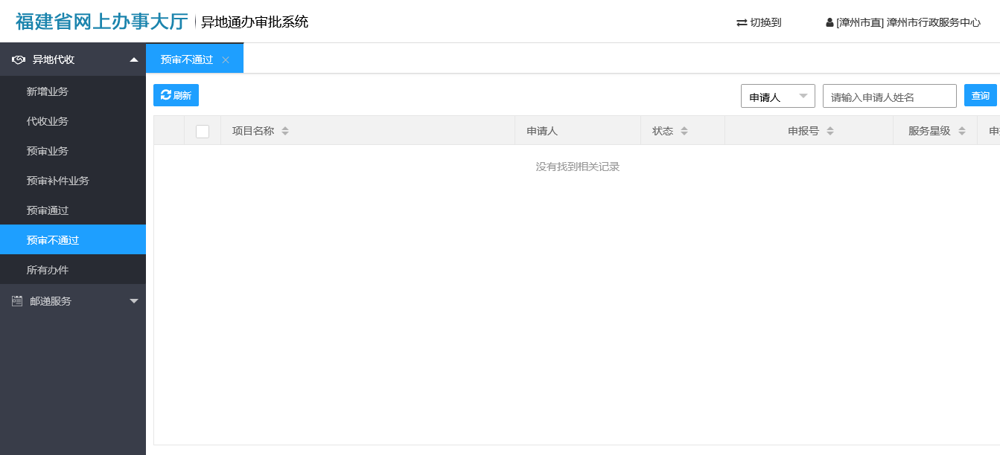 福建省网上办事大厅 异地通办审批系统 切换到 [漳州市直] 漳州市行政服务中心
异地代收 预审不通过
新增业务 刷新 申请人 请输入申请人姓名 查询
代收业务 项目名称 申请人 状态 申报号 服务星级
预审业务 没有找到相关记录
预审补件业务
预审通过
预审不通过
所有办件
邮递服务